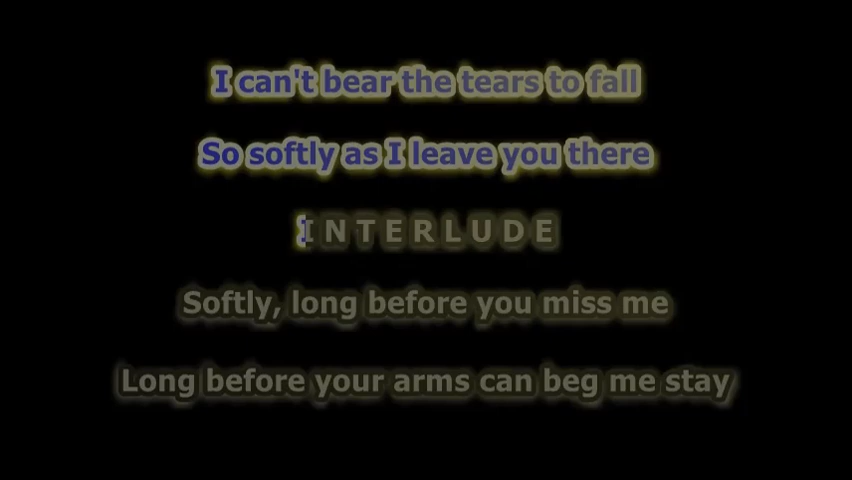 I can't bear the tears to fall
So softly as I leave you there
I N T E R L U D E
Softly, long before you miss me
Long before your arms can beg me stay